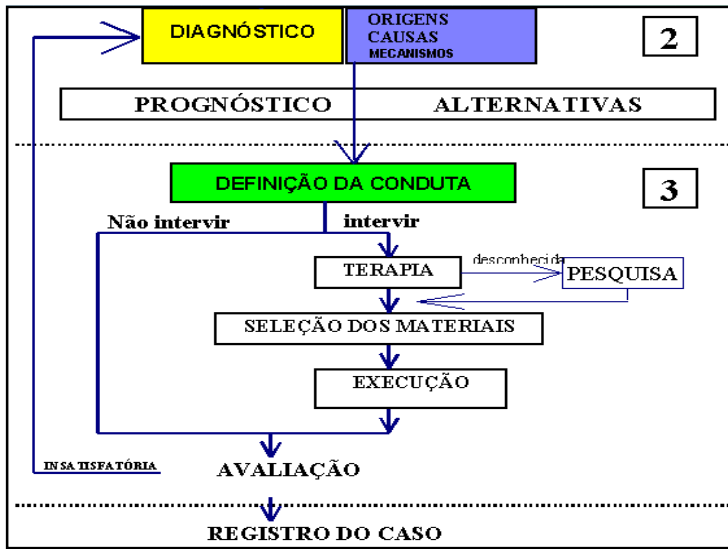 DIAGNÓSTICO
ORIGENS
CAUSAS
MECANISMOS
2
PROGNÓSTICO ALTERNATIVAS
DEFINIÇÃO DA CONDUTA
3
Não intervir
intervir
TERAPIA
desconhecida
PESQUISA
SELEÇÃO DOS MATERIAIS
EXECUÇÃO
INSATISFATÓRIA
AVALIAÇÃO
REGISTRO DO CASO